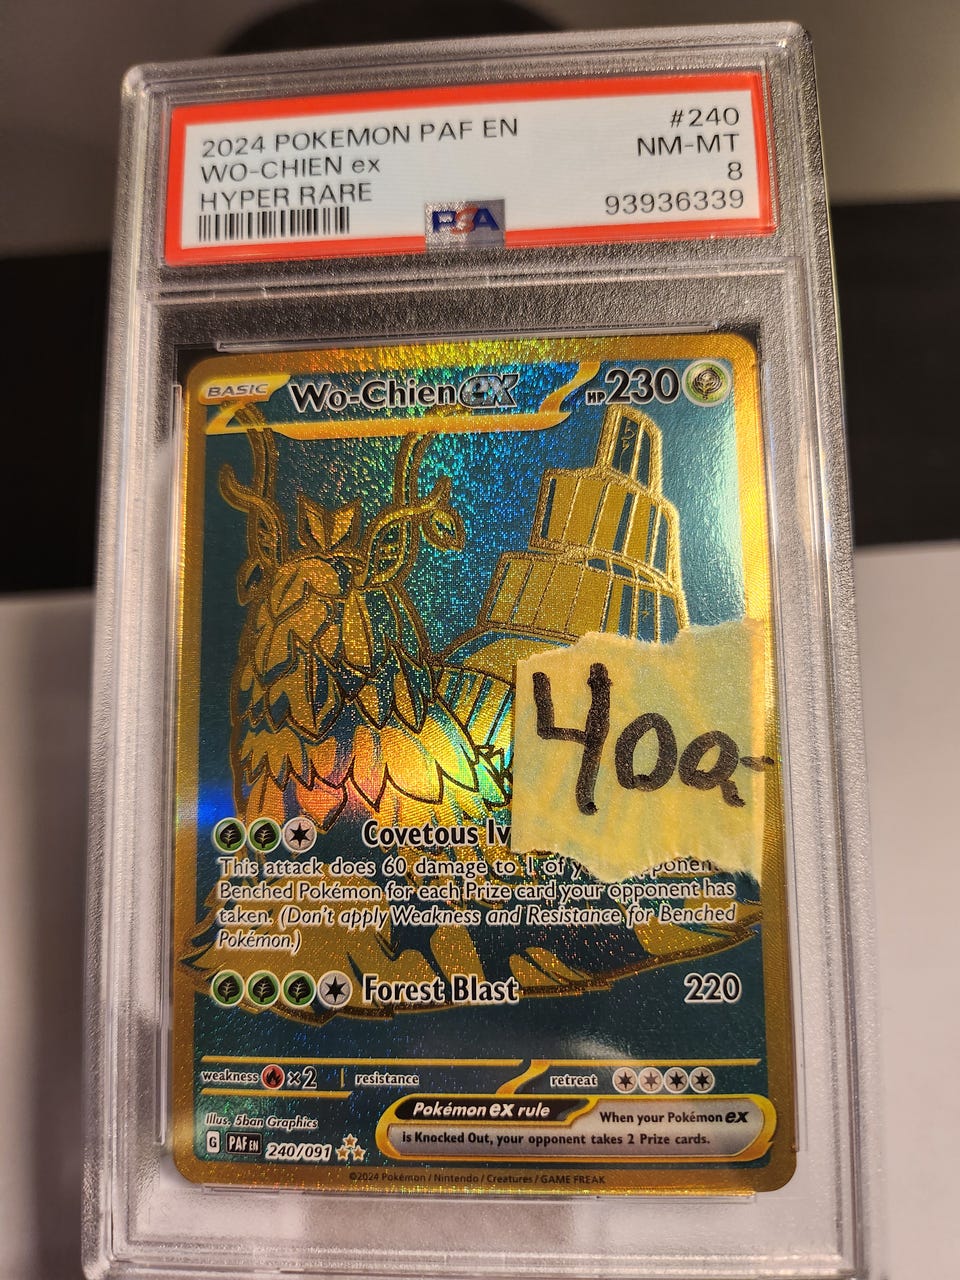 2024 POKEMON PAF EN #240
WO-CHIEN ex NM-MT
HYPER RARE 8
93936339
PSA
BASIC Wo-Chien ex HP 230
400-
Covetous Iv
This attack does 60 damage to 1 of
Benched Pokémon for each Prize card your opponent has
taken. (Don't apply Weakness and Resistance for Benched
Pokémon.)
Forest Blast 220
weakness ×2 resistance retreat
Illus. 5ban Graphics
G PAF EN 240/091
Pokémon ex rule
When your Pokémon ex
is Knocked Out, your opponent takes 2 Prize cards.
©2024 Pokémon / Nintendo / Creatures / GAME FREAK